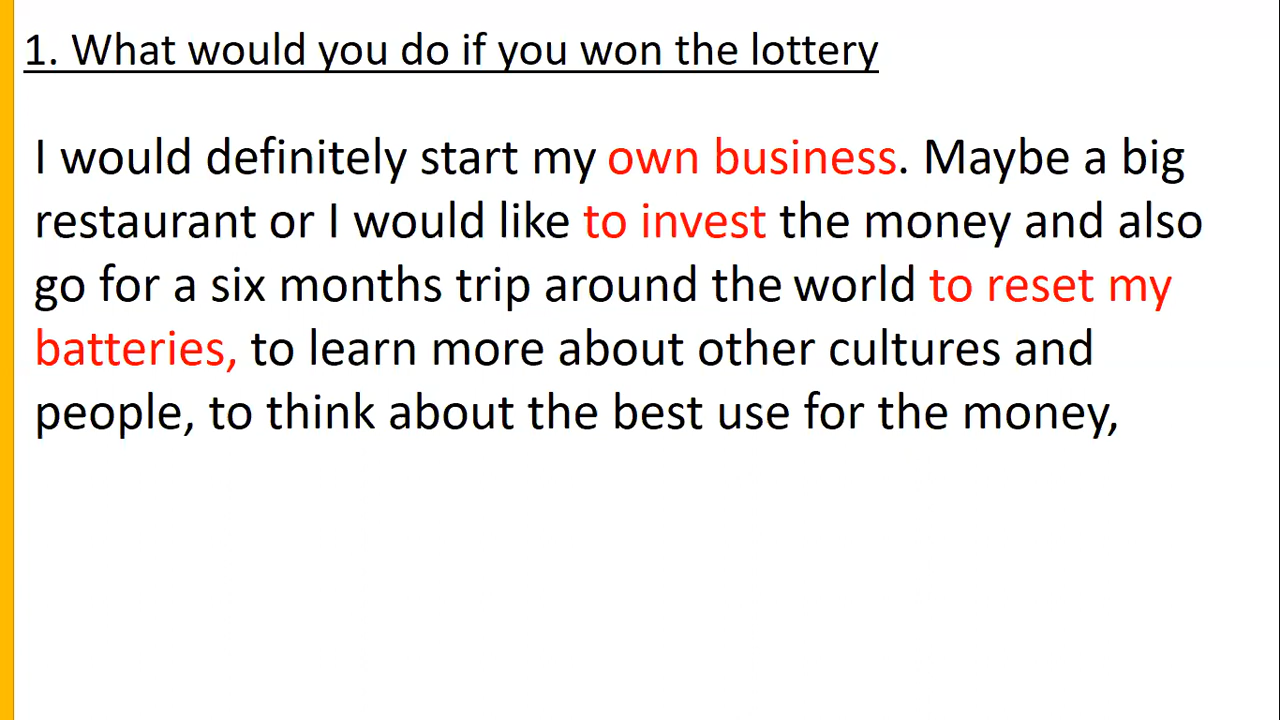 1. What would you do if you won the lottery
I would definitely start my own business. Maybe a big
restaurant or I would like to invest the money and also
go for a six months trip around the world to reset my
batteries, to learn more about other cultures and
people, to think about the best use for the money,